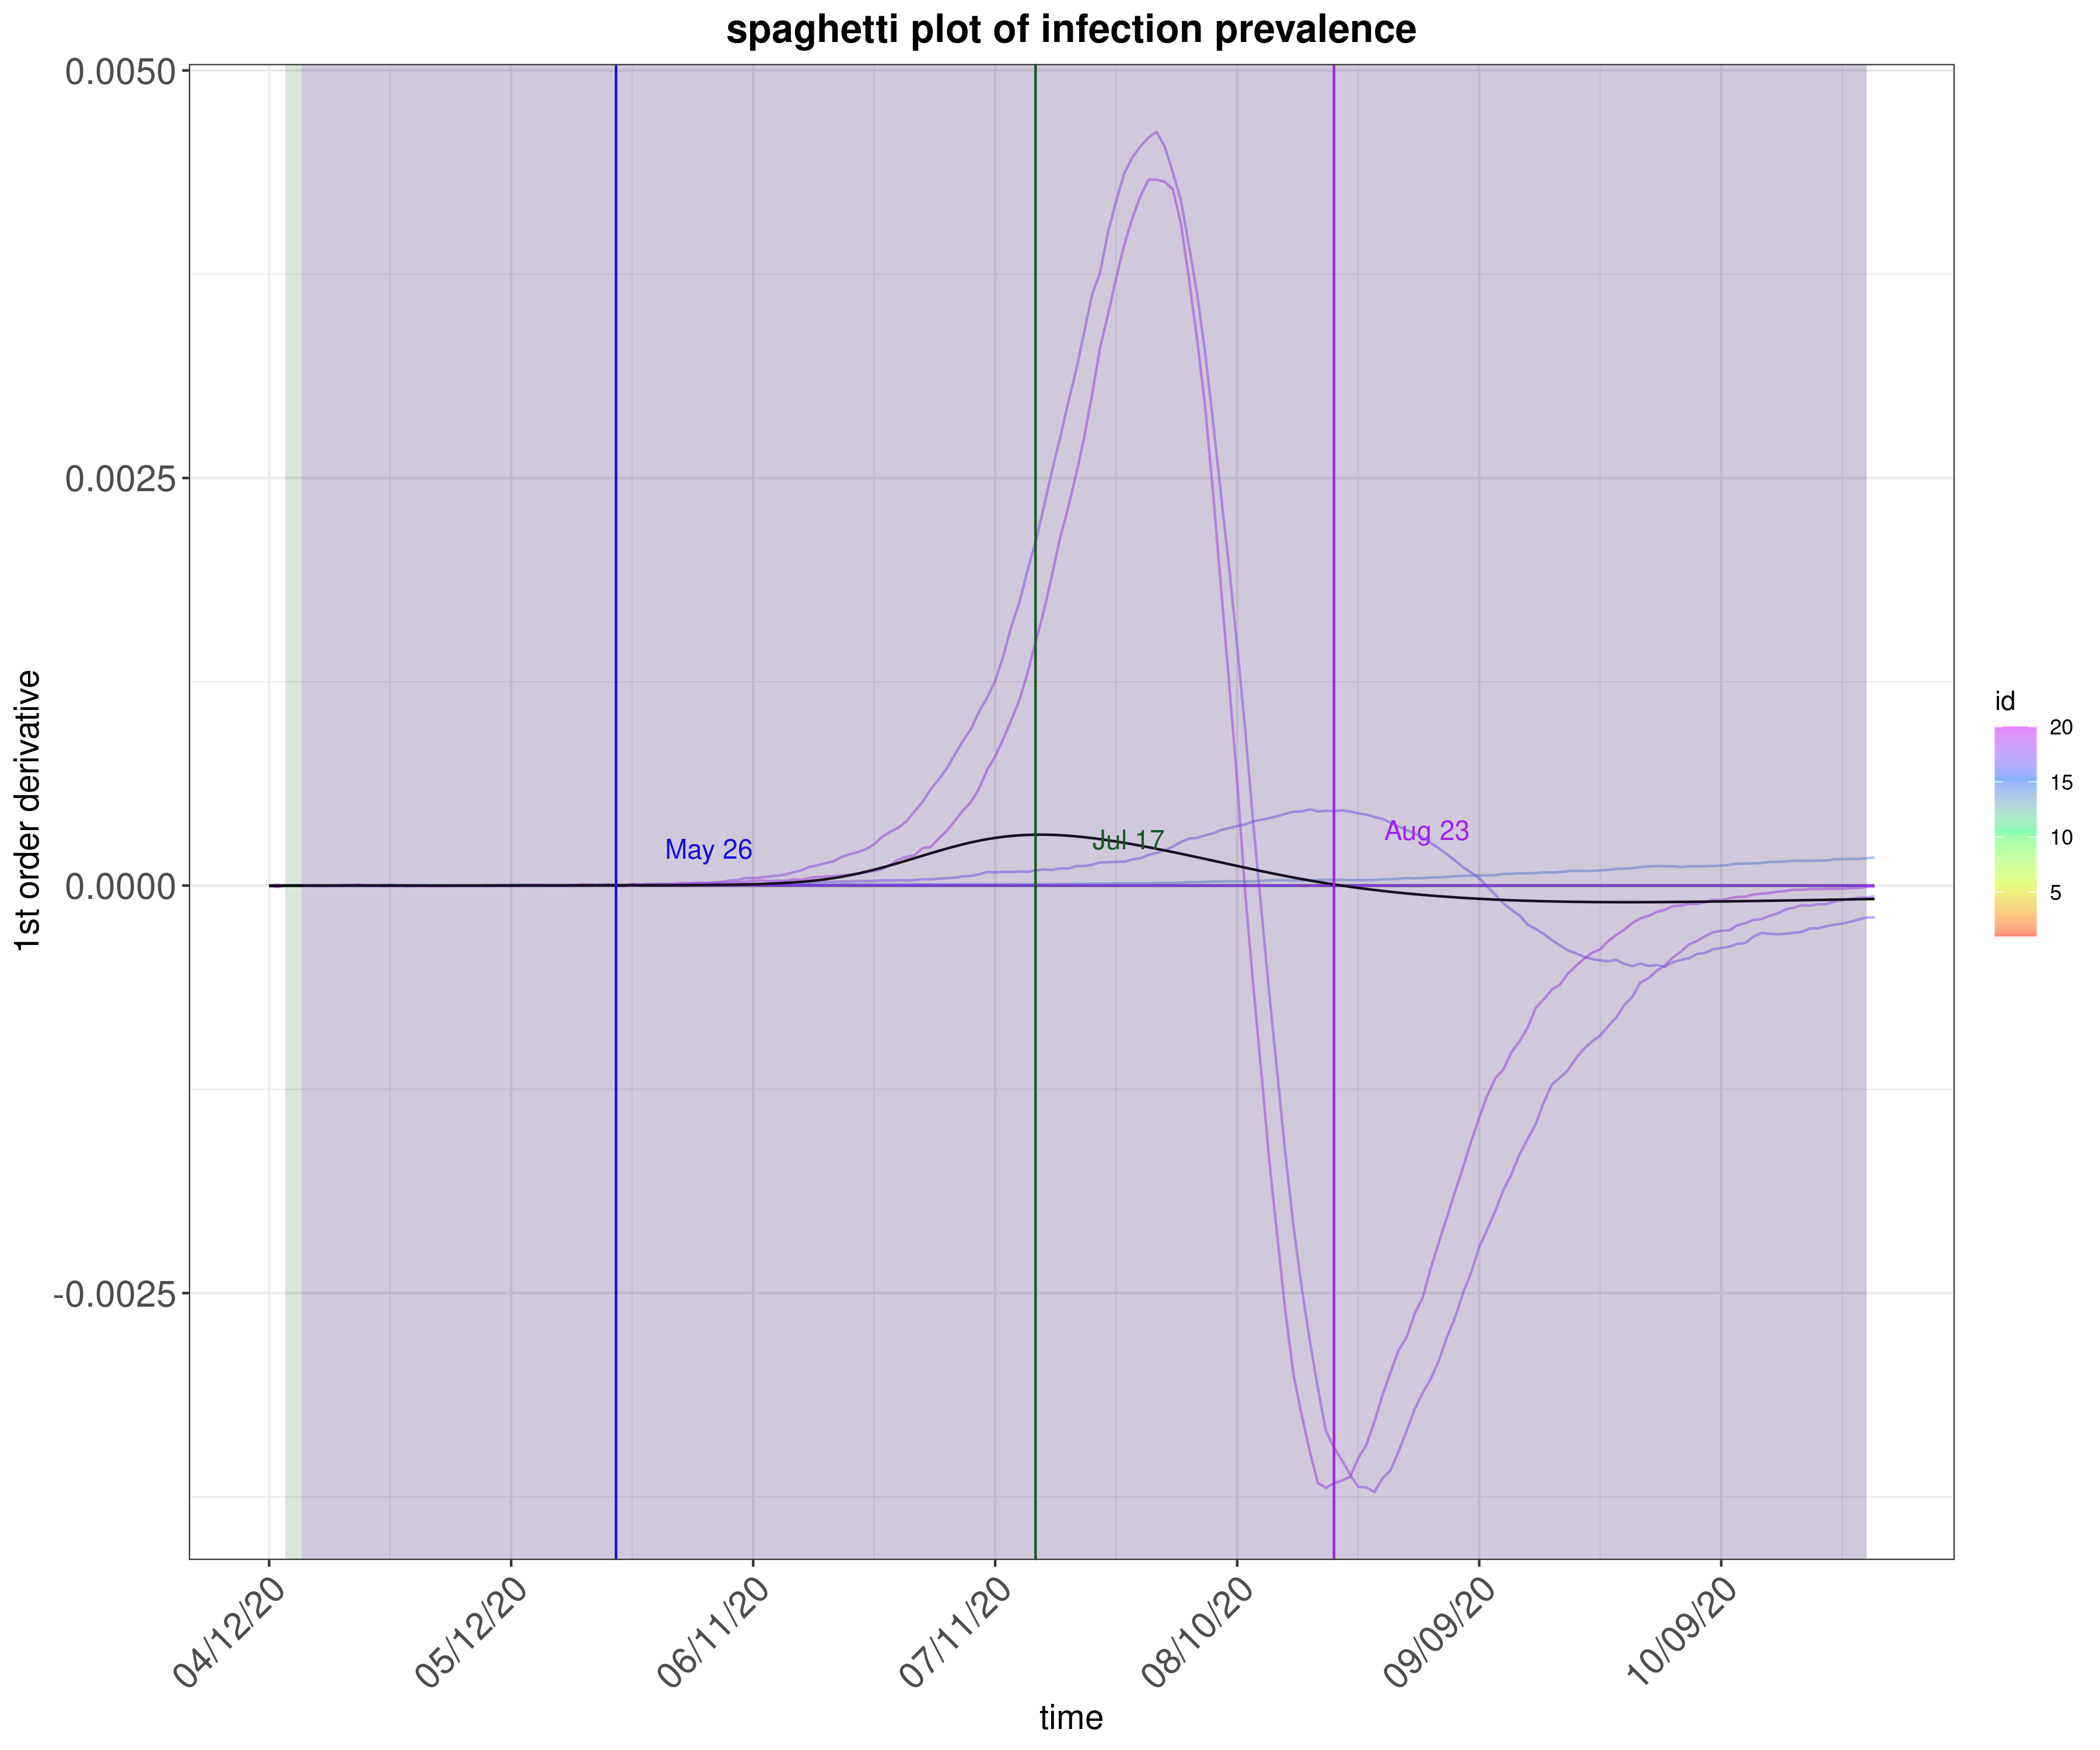 spaghetti plot of infection prevalence
0.0050
0.0025
0.0000
-0.0025
1st order derivative
May 26
Jul 17
Aug 23
id
20
15
10
5
04/12/20
05/12/20
06/11/20
07/11/20
08/10/20
09/09/20
10/09/20
time